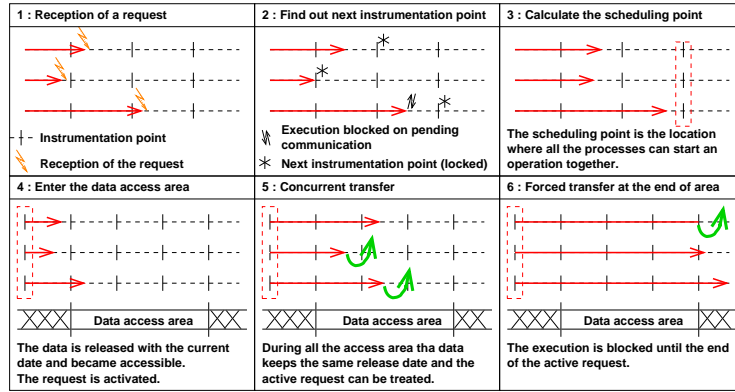 1 : Reception of a request
Instrumentation point
Reception of the request
2 : Find out next instrumentation point
Execution blocked on pending
communication
Next instrumentation point (locked)
3 : Calculate the scheduling point
The scheduling point is the location
where all the processes can start an
operation together.
4 : Enter the data access area
Data access area
The data is released with the current
date and became accessible.
The request is activated.
5 : Concurrent transfer
Data access area
During all the access area tha data
keeps the same release date and the
active request can be treated.
6 : Forced transfer at the end of area
Data access area
The execution is blocked until the end
of the active request.